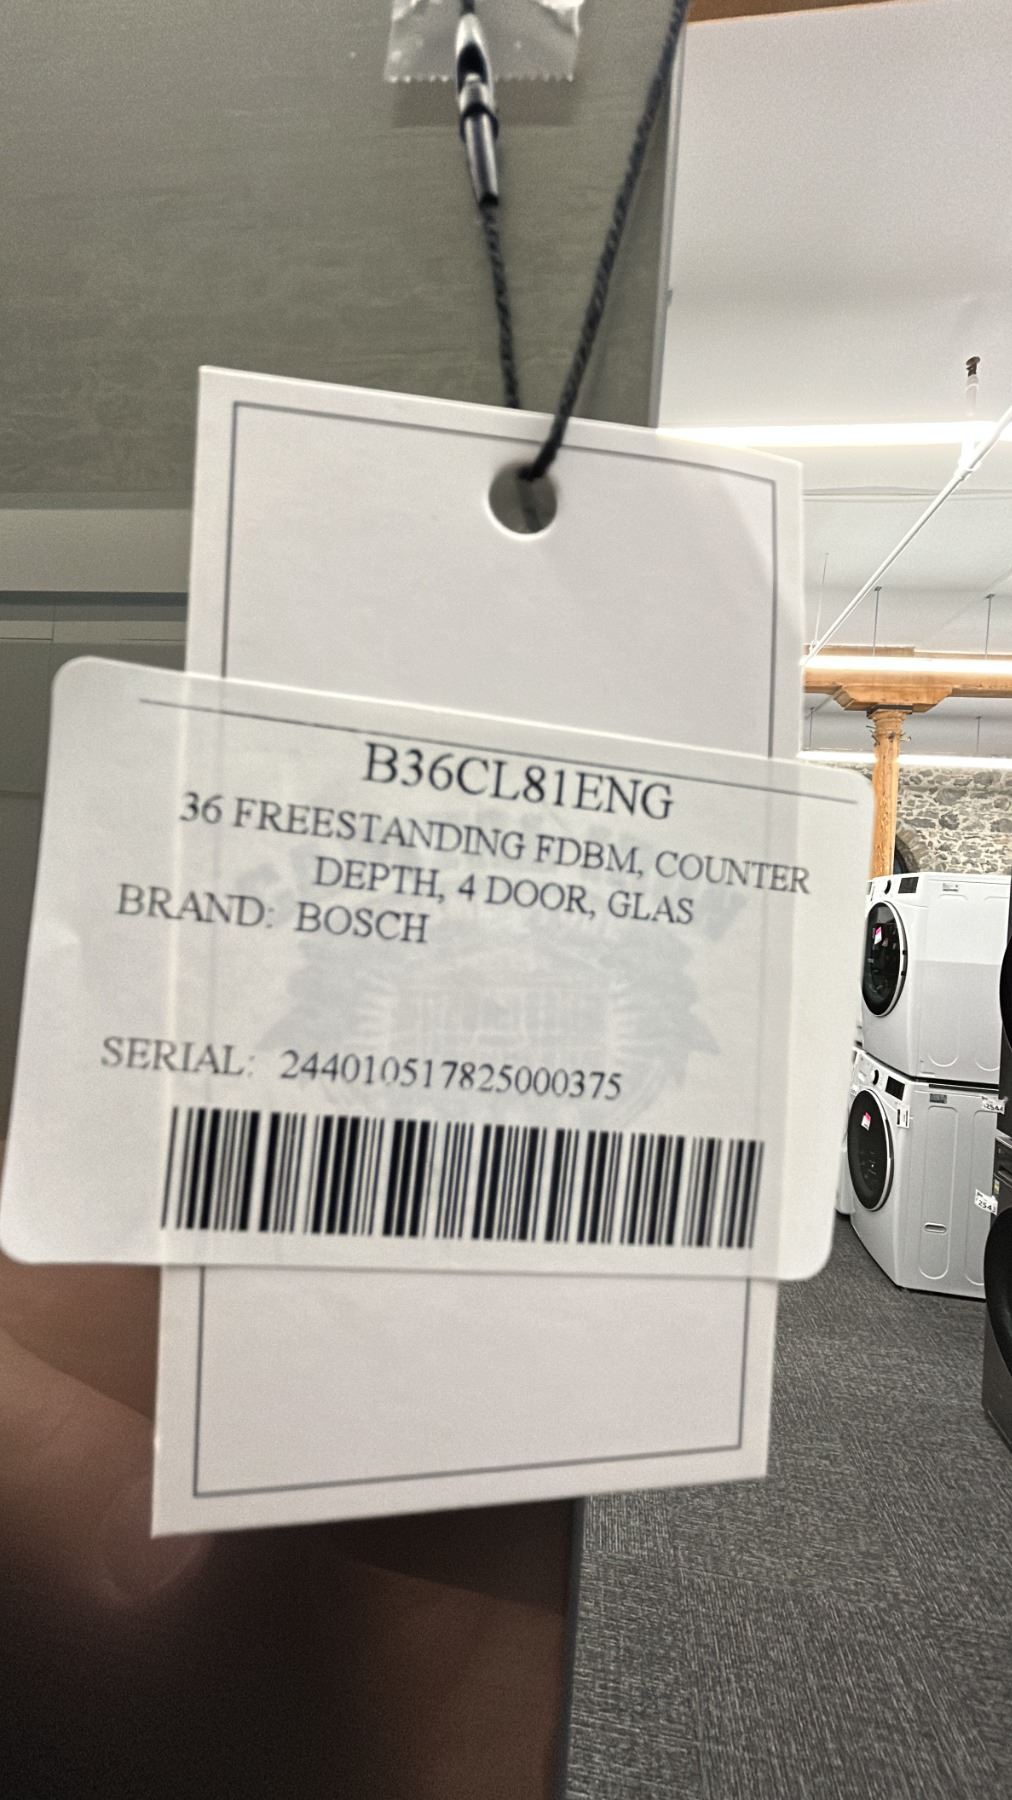 B36CL81ENG
36 FREESTANDING FDBM, COUNTER
DEPTH, 4 DOOR, GLAS
BRAND: BOSCH
SERIAL: 244010517825000375